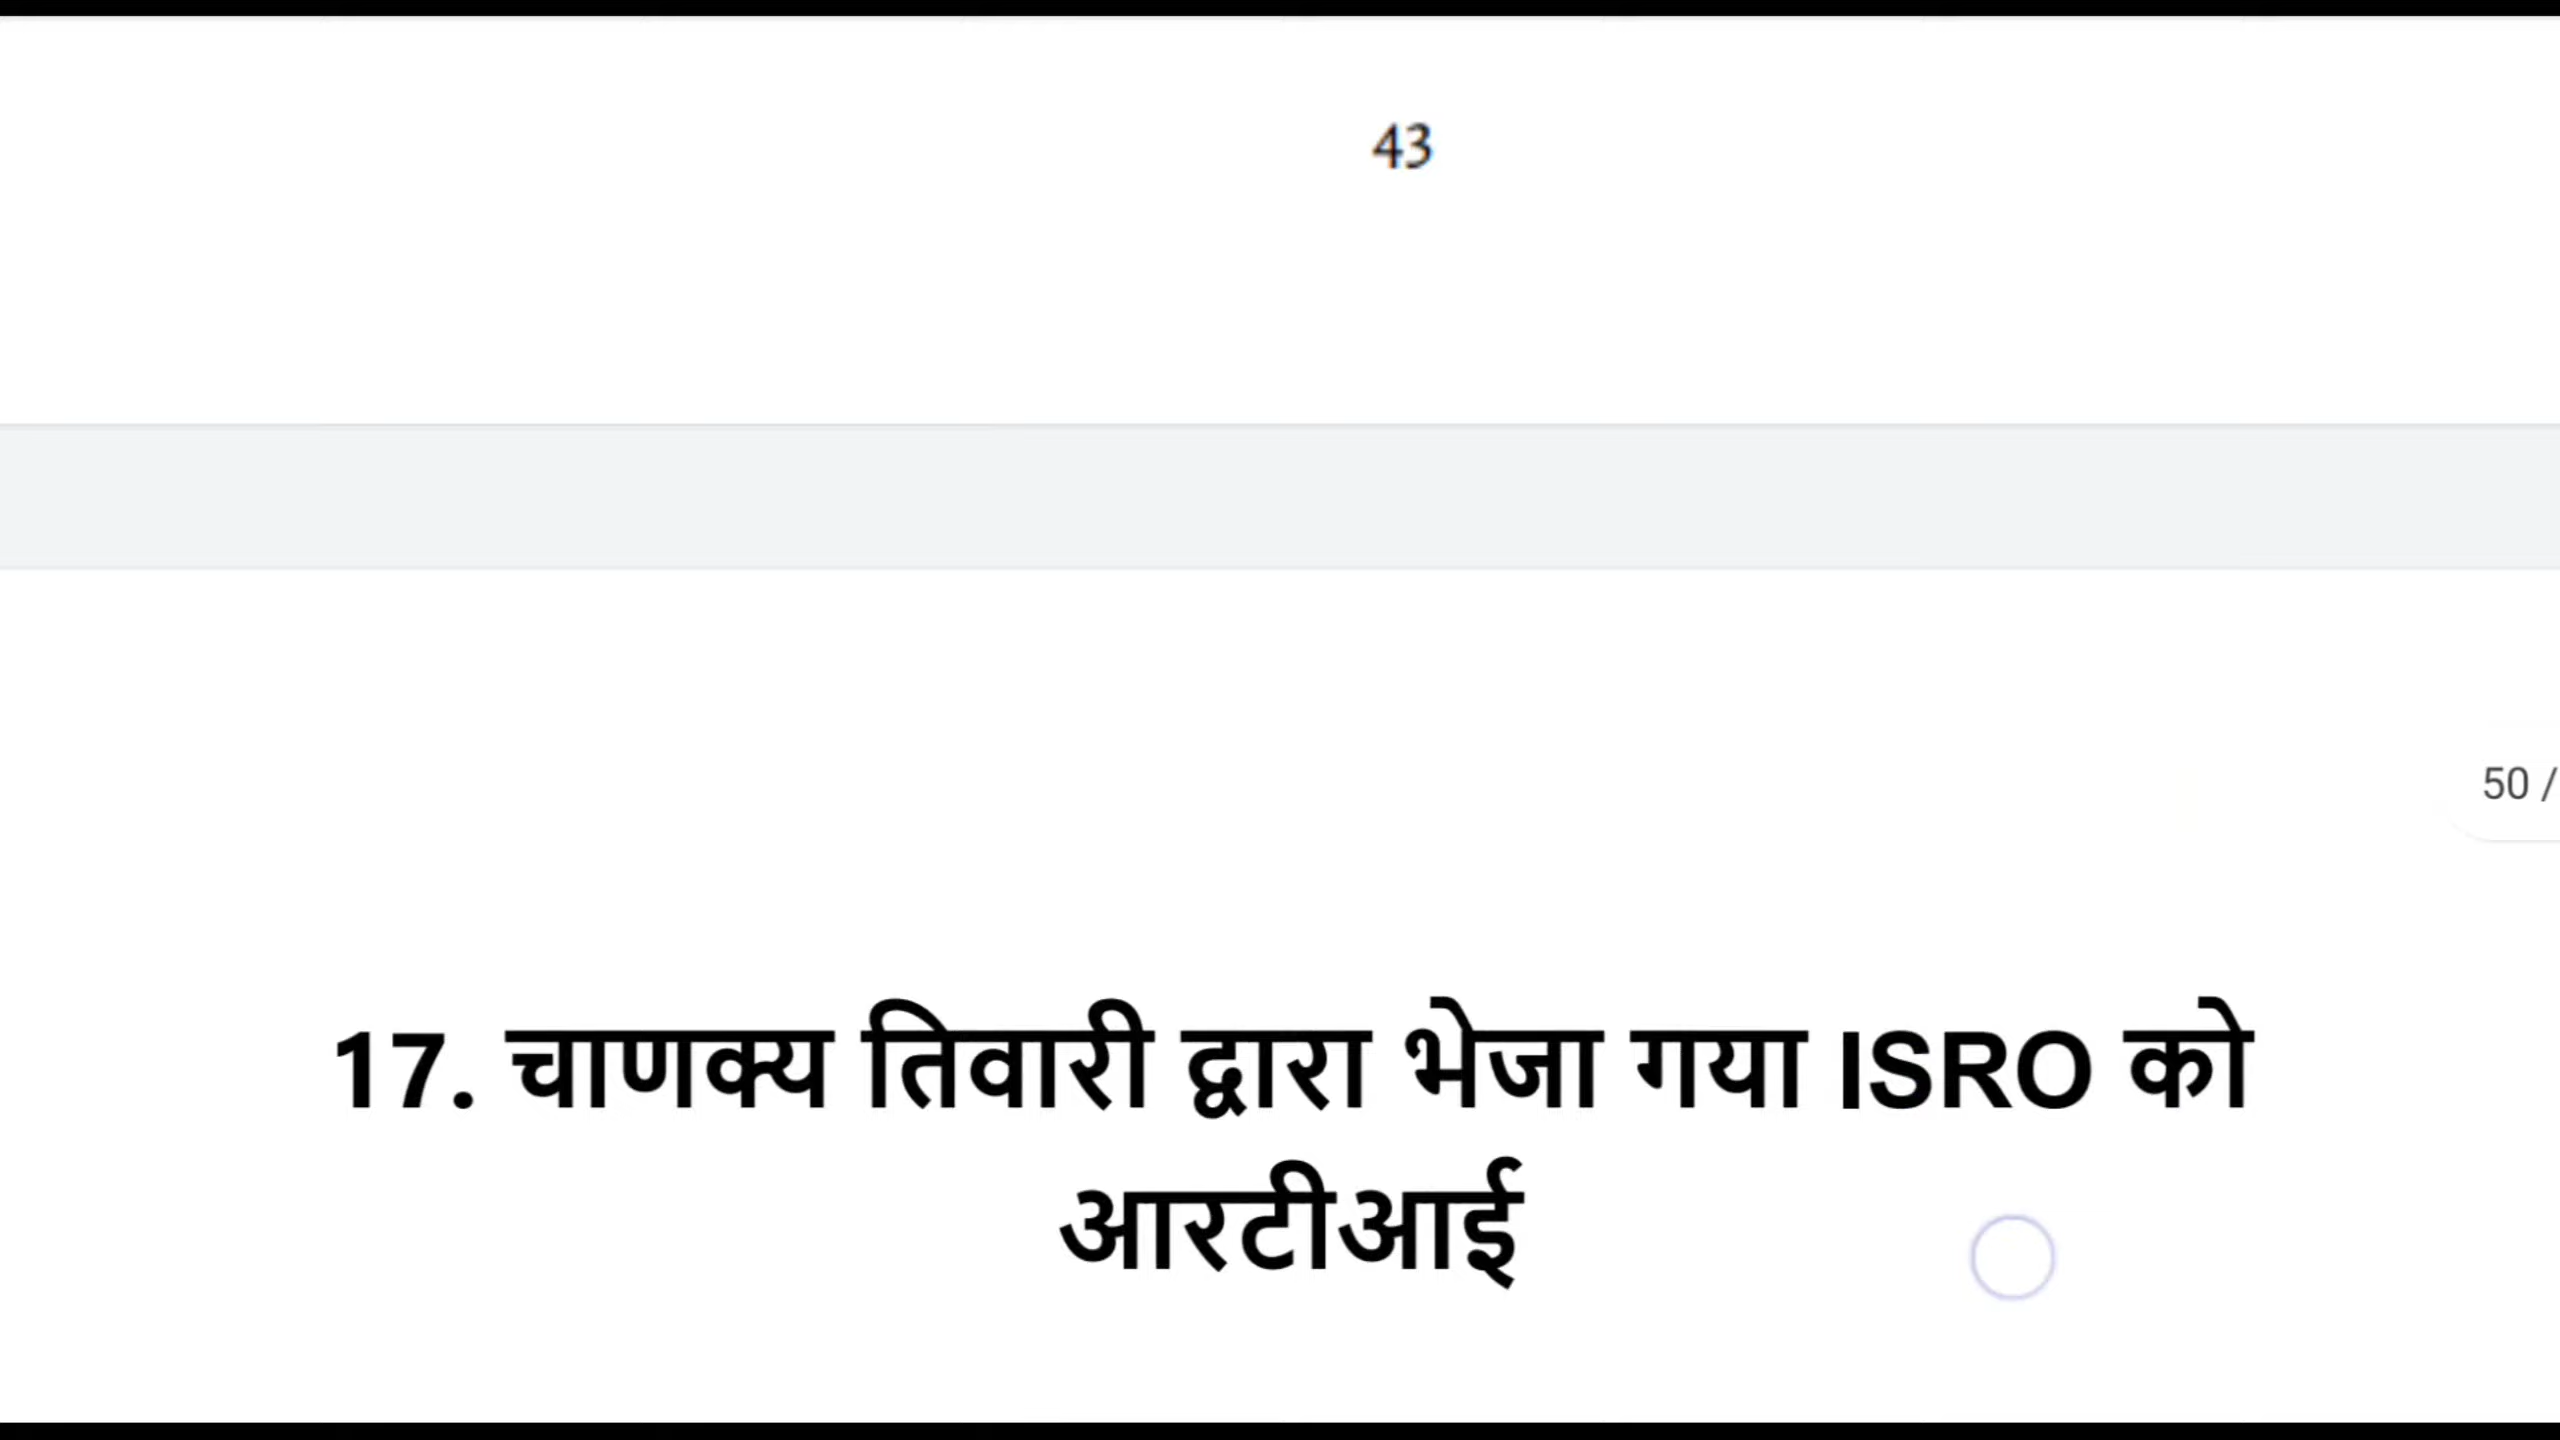 43
50 /
17. चाणक्य तिवारी द्वारा भेजा गया ISRO को
आरटीआई